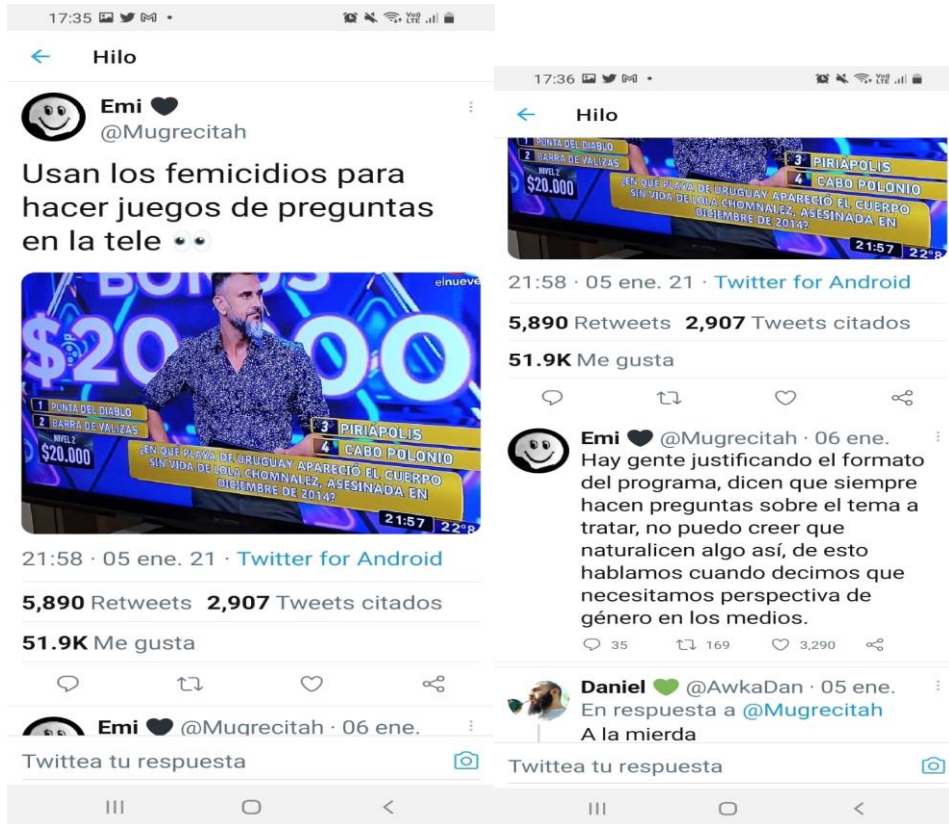 17:35
Hilo
Emi
@Mugrecitah
Usan los femicidios para
hacer juegos de preguntas
en la tele
BONUS
elnueve
$20.000
1 PUNTA DEL DIABLO
2 BARRA DE VALIZAS
3 PIRIÁPOLIS
4 CABO POLONIO
NIVEL 2
$20.000
¿EN QUÉ PLAYA DE URUGUAY APARECIÓ EL CUERPO
SIN VIDA DE LOLA CHOMNALEZ, ASESINADA EN
DICIEMBRE DE 2014?
21:57 22°8
21:58 · 05 ene. 21 · Twitter for Android
5,890 Retweets 2,907 Tweets citados
51.9K Me gusta
Emi @Mugrecitah · 06 ene.
Twittea tu respuesta
17:36
Hilo
1 PUNTA DEL DIABLO
2 BARRA DE VALIZAS
3 PIRIÁPOLIS
4 CABO POLONIO
NIVEL 2
$20.000
¿EN QUÉ PLAYA DE URUGUAY APARECIÓ EL CUERPO
SIN VIDA DE LOLA CHOMNALEZ, ASESINADA EN
DICIEMBRE DE 2014?
21:57 22°8
21:58 · 05 ene. 21 · Twitter for Android
5,890 Retweets 2,907 Tweets citados
51.9K Me gusta
Emi @Mugrecitah · 06 ene.
Hay gente justificando el formato
del programa, dicen que siempre
hacen preguntas sobre el tema a
tratar, no puedo creer que
naturalicen algo así, de esto
hablamos cuando decimos que
necesitamos perspectiva de
género en los medios.
35 169 3,290
Daniel @AwkaDan · 05 ene.
En respuesta a @Mugrecitah
A la mierda
Twittea tu respuesta